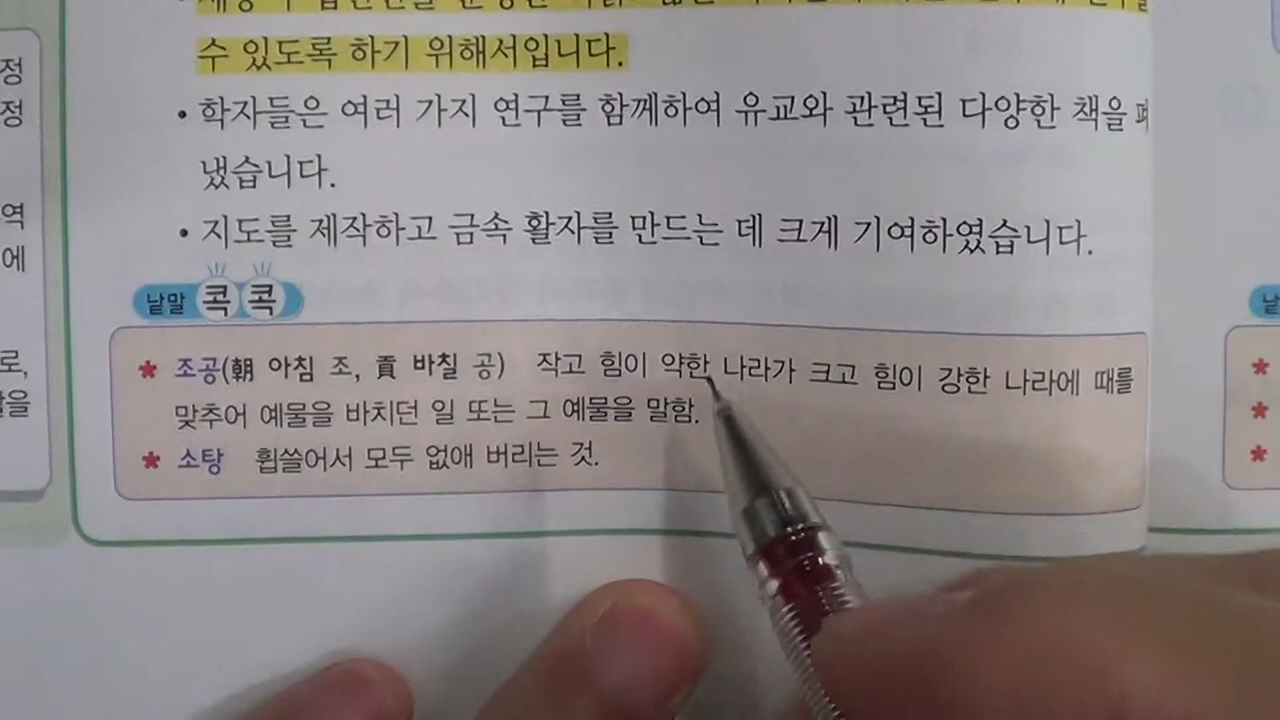 수 있도록 하기 위해서입니다.
• 학자들은 여러 가지 연구를 함께하여 유교와 관련된 다양한 책을
냈습니다.
• 지도를 제작하고 금속 활자를 만드는 데 크게 기여하였습니다.
낱말 콕콕
* 조공(朝 아침 조, 貢 바칠 공) 작고 힘이 약한 나라가 크고 힘이 강한 나라에 때를
맞추어 예물을 바치던 일 또는 그 예물을 말함.
* 소탕 휩쓸어서 모두 없애 버리는 것.
정
정
역
에
로,
을